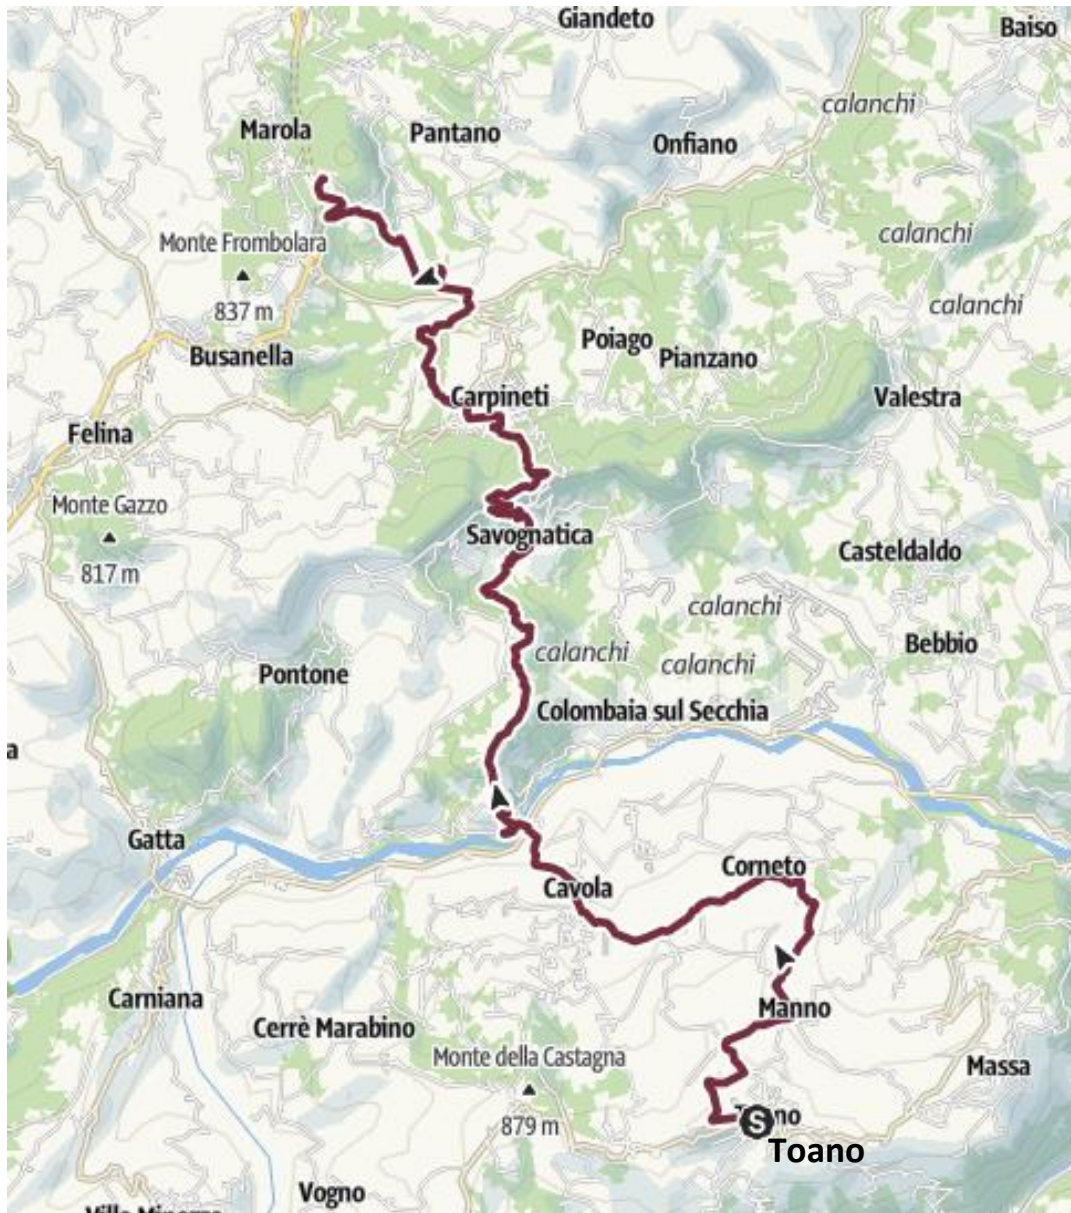 Giandeto
Baiso
calanchi
Marola
Pantano
Onfiano
Monte Frombolara
837 m
calanchi
calanchi
Poiago
Pianzano
Busanella
Carpineti
Valestra
Felina
Monte Gazzo
817 m
Savognatica
Casteldaldo
calanchi
calanchi
calanchi
Bebbio
Pontone
Colombaia sul Secchia
a
Gatta
Corneto
Cavola
Carniana
Manno
Cerrè Marabino
Monte della Castagna
879 m
Massa
S
Toano
Vogno